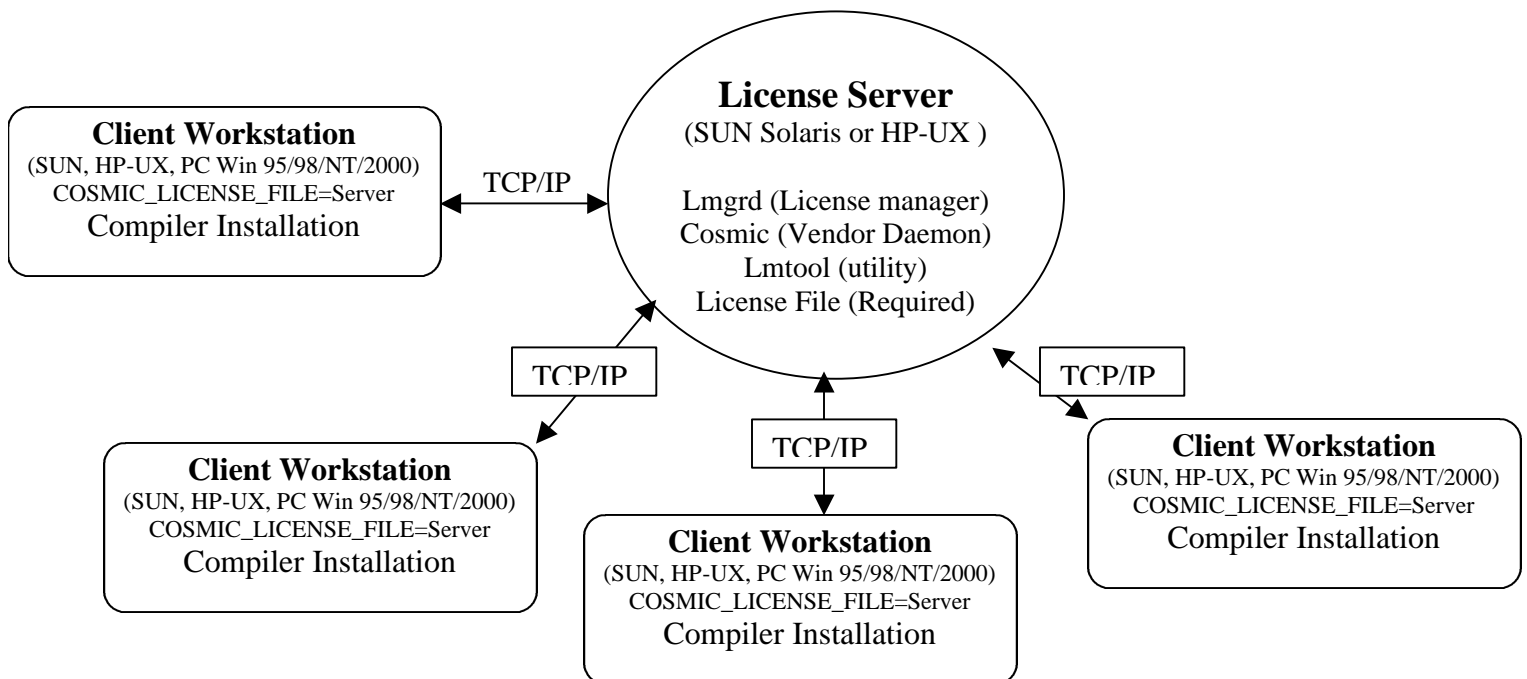 License Server
(SUN Solaris or HP-UX )
Lmgrd (License manager)
Cosmic (Vendor Daemon)
Lmtool (utility)
License File (Required)
Client Workstation
(SUN, HP-UX, PC Win 95/98/NT/2000)
COSMIC_LICENSE_FILE=Server
Compiler Installation
TCP/IP
TCP/IP
TCP/IP
TCP/IP
Client Workstation
(SUN, HP-UX, PC Win 95/98/NT/2000)
COSMIC_LICENSE_FILE=Server
Compiler Installation
Client Workstation
(SUN, HP-UX, PC Win 95/98/NT/2000)
COSMIC_LICENSE_FILE=Server
Compiler Installation
Client Workstation
(SUN, HP-UX, PC Win 95/98/NT/2000)
COSMIC_LICENSE_FILE=Server
Compiler Installation